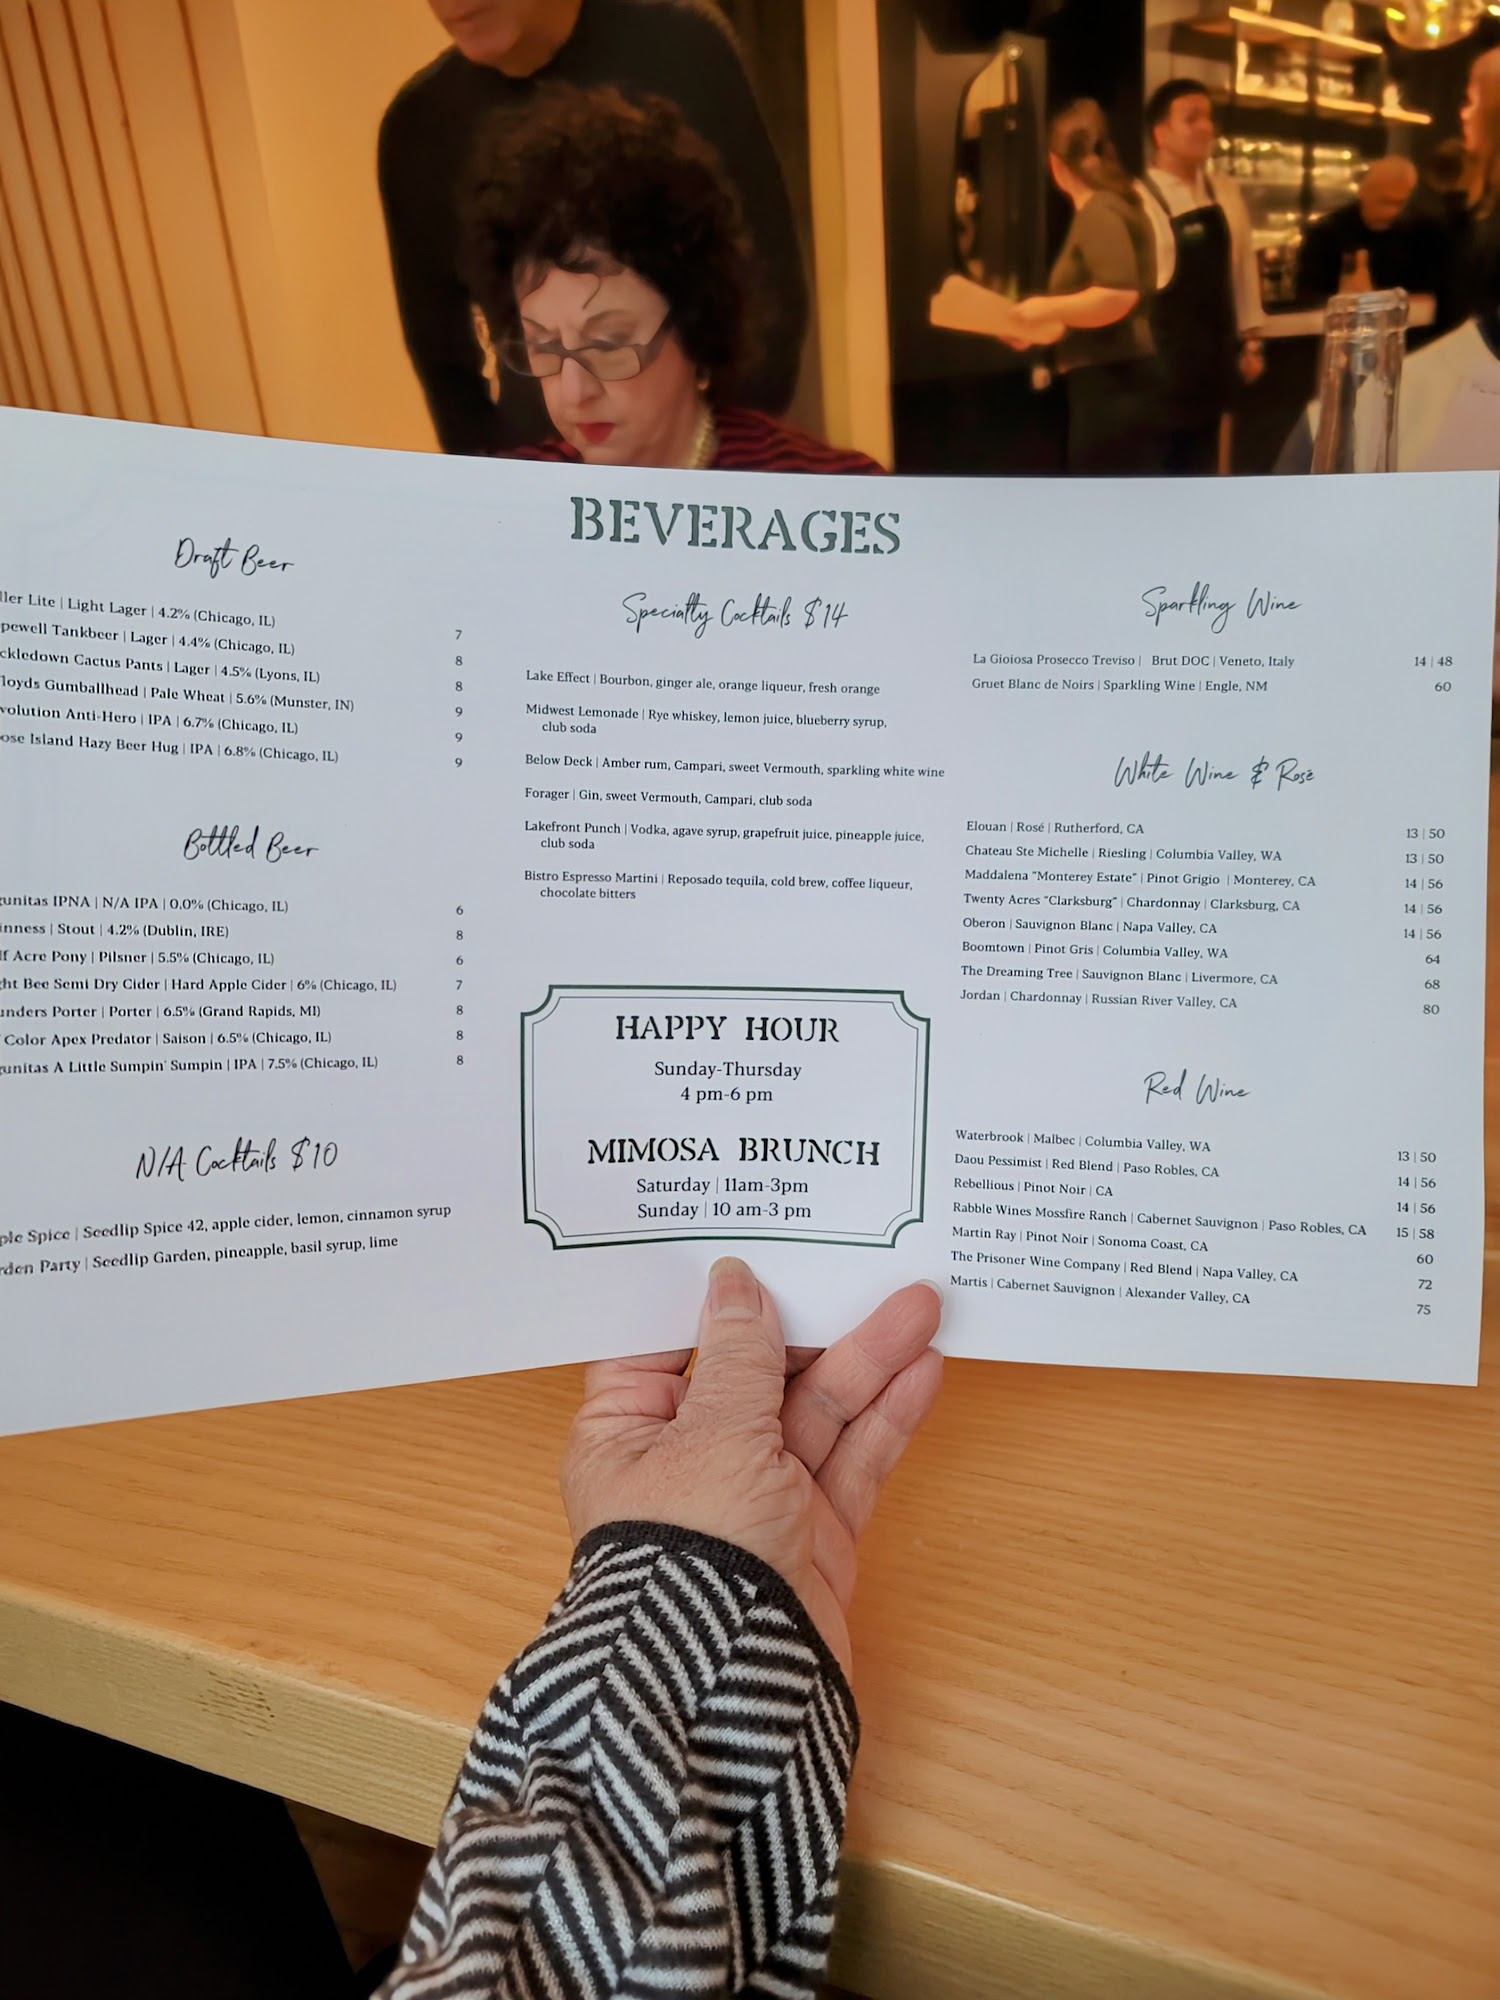 BEVERAGES
Draft Beer
Lite | Light Lager | 4.2% (Chicago, IL) 7
Tankbeer | Lager | 4.4% (Chicago, IL) 8
Cactus Pants | Lager | 4.5% (Lyons, IL) 8
Gumballhead | Pale Wheat | 5.6% (Munster, IN) 9
Anti-Hero | IPA | 6.7% (Chicago, IL) 9
Island Hazy Beer Hug | IPA | 6.8% (Chicago, IL) 9
Bottled Beer
IPNA | N/A IPA | 0.0% (Chicago, IL) 6
| Stout | 4.2% (Dublin, IRE) 8
Acre Pony | Pilsner | 5.5% (Chicago, IL) 6
Bee Semi Dry Cider | Hard Apple Cider | 6% (Chicago, IL) 7
Porter | Porter | 6.5% (Grand Rapids, MI) 8
Color Apex Predator | Saison | 6.5% (Chicago, IL) 8
A Little Sumpin' Sumpin | IPA | 7.5% (Chicago, IL) 8
N/A Cocktails $10
Spice | Seedlip Spice 42, apple cider, lemon, cinnamon syrup
Party | Seedlip Garden, pineapple, basil syrup, lime
Specialty Cocktails $14
Lake Effect | Bourbon, ginger ale, orange liqueur, fresh orange
Midwest Lemonade | Rye whiskey, lemon juice, blueberry syrup,
club soda
Below Deck | Amber rum, Campari, sweet Vermouth, sparkling white wine
Forager | Gin, sweet Vermouth, Campari, club soda
Lakefront Punch | Vodka, agave syrup, grapefruit juice, pineapple juice,
club soda
Bistro Espresso Martini | Reposado tequila, cold brew, coffee liqueur,
chocolate bitters
HAPPY HOUR
Sunday-Thursday
4 pm-6 pm
MIMOSA BRUNCH
Saturday | 11am-3pm
Sunday | 10 am-3 pm
Sparkling Wine
La Gioiosa Prosecco Treviso | Brut DOC | Veneto, Italy 14 | 48
Gruet Blanc de Noirs | Sparkling Wine | Engle, NM 60
White Wine & Rosé
Elouan | Rosé | Rutherford, CA 13 | 50
Chateau Ste Michelle | Riesling | Columbia Valley, WA 13 | 50
Maddalena "Monterey Estate" | Pinot Grigio | Monterey, CA 14 | 56
Twenty Acres "Clarksburg" | Chardonnay | Clarksburg, CA 14 | 56
Oberon | Sauvignon Blanc | Napa Valley, CA 14 | 56
Boomtown | Pinot Gris | Columbia Valley, WA 64
The Dreaming Tree | Sauvignon Blanc | Livermore, CA 68
Jordan | Chardonnay | Russian River Valley, CA 80
Red Wine
Waterbrook | Malbec | Columbia Valley, WA 13 | 50
Daou Pessimist | Red Blend | Paso Robles, CA 14 | 56
Rebellious | Pinot Noir | CA 14 | 56
Rabble Wines Mossfire Ranch | Cabernet Sauvignon | Paso Robles, CA 15 | 58
Martin Ray | Pinot Noir | Sonoma Coast, CA 60
The Prisoner Wine Company | Red Blend | Napa Valley, CA 72
Martis | Cabernet Sauvignon | Alexander Valley, CA 75